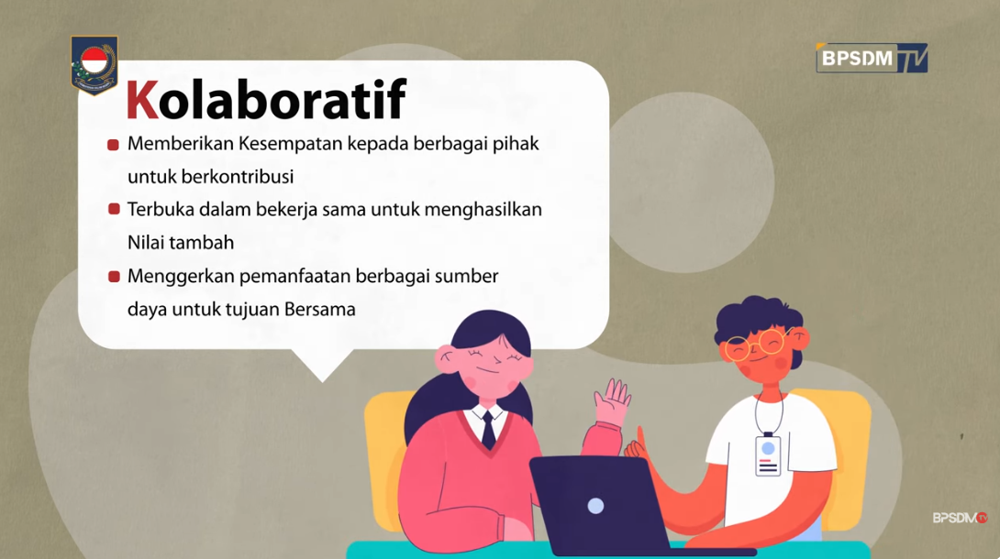 BPSDM TV
Kolaboratif
Memberikan Kesempatan kepada berbagai pihak
untuk berkontribusi
Terbuka dalam bekerja sama untuk menghasilkan
Nilai tambah
Menggerkan pemanfaatan berbagai sumber
daya untuk tujuan Bersama
BPSDM TV